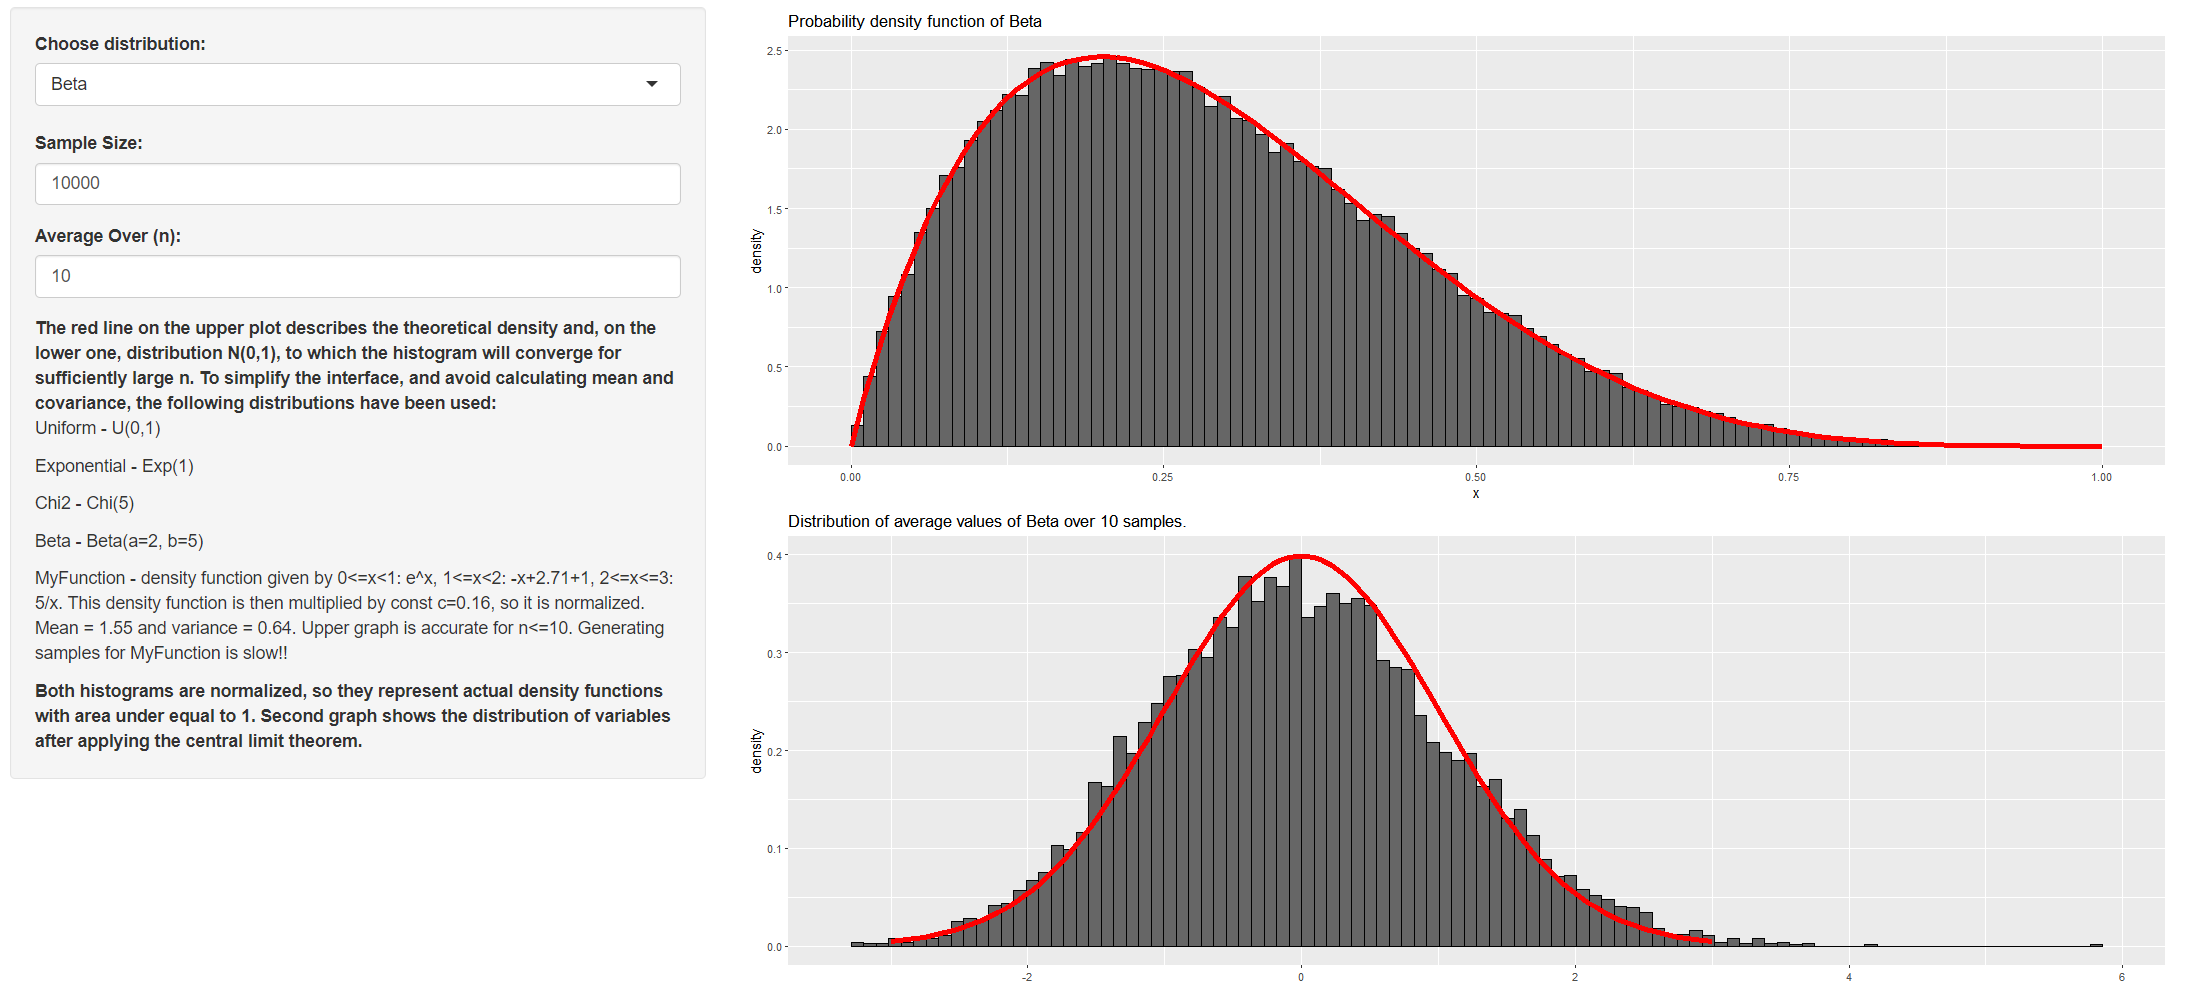 Choose distribution:
Beta
Sample Size:
10000
Average Over (n):
10
The red line on the upper plot describes the theoretical density and, on the
lower one, distribution N(0,1), to which the histogram will converge for
sufficiently large n. To simplify the interface, and avoid calculating mean and
covariance, the following distributions have been used:
Uniform - U(0,1)
Exponential - Exp(1)
Chi2 - Chi(5)
Beta - Beta(a=2, b=5)
MyFunction - density function given by 0<=x<1: e^x, 1<=x<2: -x+2.71+1, 2<=x<=3:
5/x. This density function is then multiplied by const c=0.16, so it is normalized.
Mean = 1.55 and variance = 0.64. Upper graph is accurate for n<=10. Generating
samples for MyFunction is slow!!
Both histograms are normalized, so they represent actual density functions
with area under equal to 1. Second graph shows the distribution of variables
after applying the central limit theorem.
Probability density function of Beta
2.5
2.0
1.5
1.0
0.5
0.0
density
0.00 0.25 0.50 0.75 1.00
x
Distribution of average values of Beta over 10 samples.
0.4
0.3
0.2
0.1
0.0
density
-2 0 2 4 6